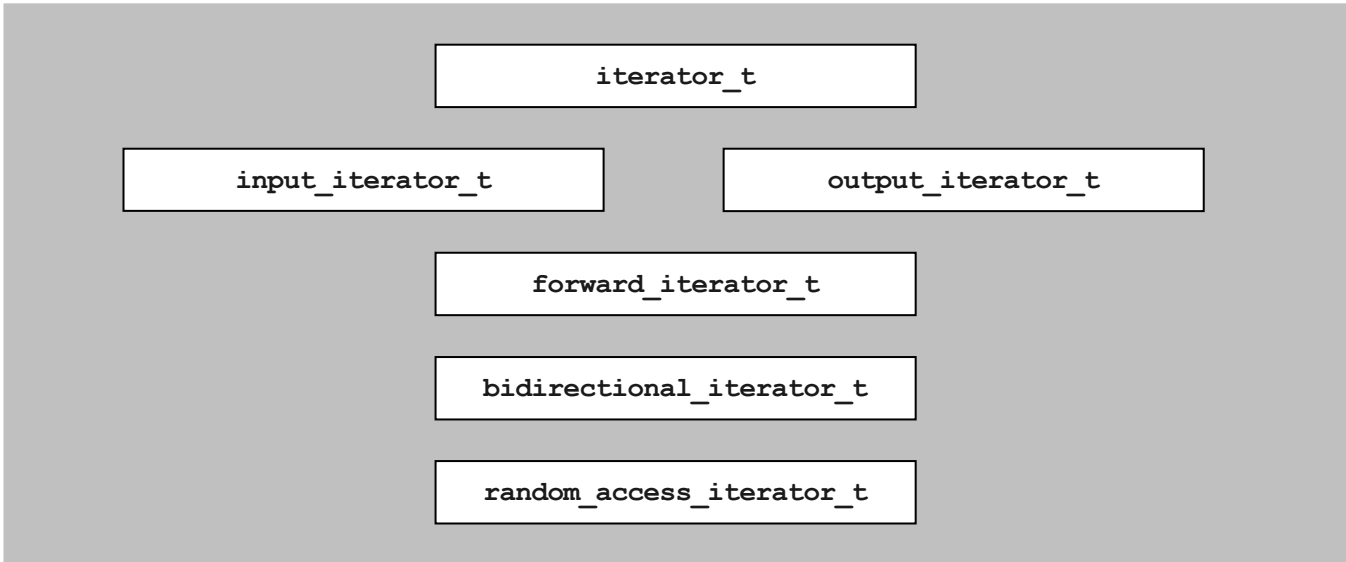 iterator_t
input_iterator_t
output_iterator_t
forward_iterator_t
bidirectional_iterator_t
random_access_iterator_t